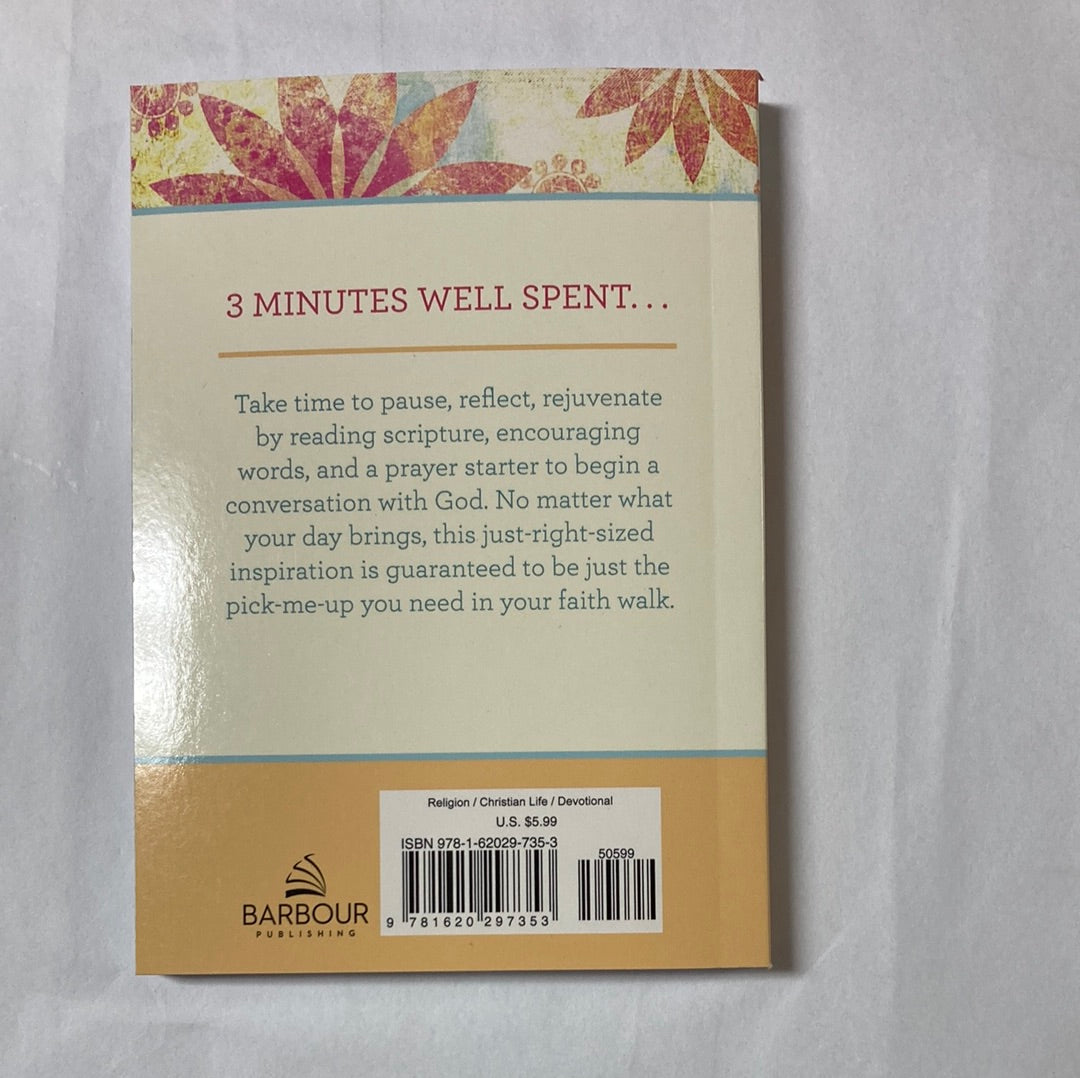 3 MINUTES WELL SPENT...
Take time to pause, reflect, rejuvenate
by reading scripture, encouraging
words, and a prayer starter to begin a
conversation with God. No matter what
your day brings, this just-right-sized
inspiration is guaranteed to be just the
pick-me-up you need in your faith walk.
Religion / Christian Life / Devotional
U.S. $5.99
ISBN 978-1-62029-735-3
50599
9 781620 297353
BARBOUR
PUBLISHING